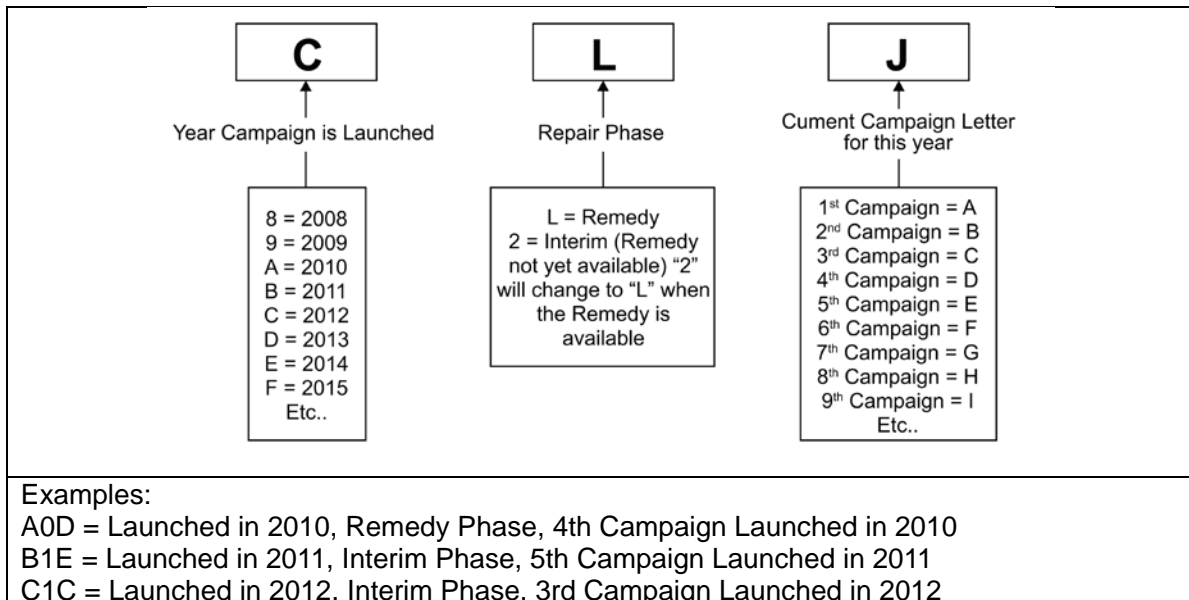 C
L
J
Year Campaign is Launched
Repair Phase
Cument Campaign Letter
for this year
8 = 2008
9 = 2009
A = 2010
B = 2011
C = 2012
D = 2013
E = 2014
F = 2015
Etc..
L = Remedy
2 = Interim (Remedy
not yet available) “2”
will change to “L” when
the Remedy is
available
1st Campaign = A
2nd Campaign = B
3rd Campaign = C
4th Campaign = D
5th Campaign = E
6th Campaign = F
7th Campaign = G
8th Campaign = H
9th Campaign = I
Etc..
Examples:
A0D = Launched in 2010, Remedy Phase, 4th Campaign Launched in 2010
B1E = Launched in 2011, Interim Phase, 5th Campaign Launched in 2011
C1C = Launched in 2012, Interim Phase, 3rd Campaign Launched in 2012